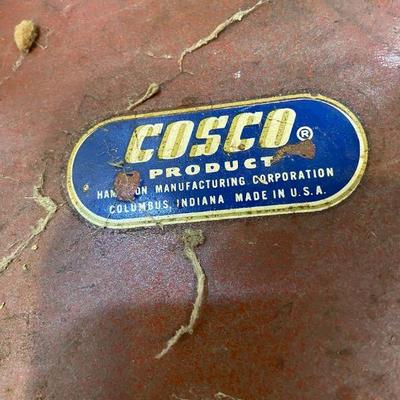 COSCO®
PRODUCT
MANUFACTURING CORPORATION
COLUMBUS, INDIANA MADE IN U.S.A.